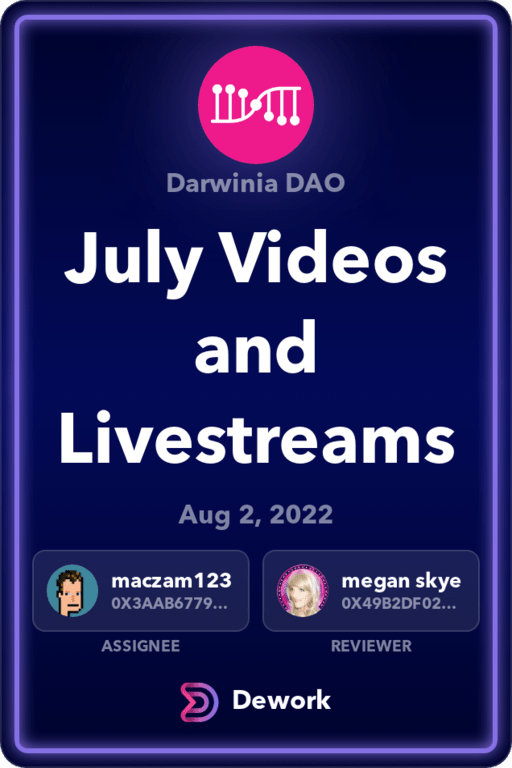 Darwinia DAO
July Videos
and
Livestreams
Aug 2, 2022
maczam123
0X3AAB6779...
ASSIGNEE
megan skye
0X49B2DF02...
REVIEWER
Dework